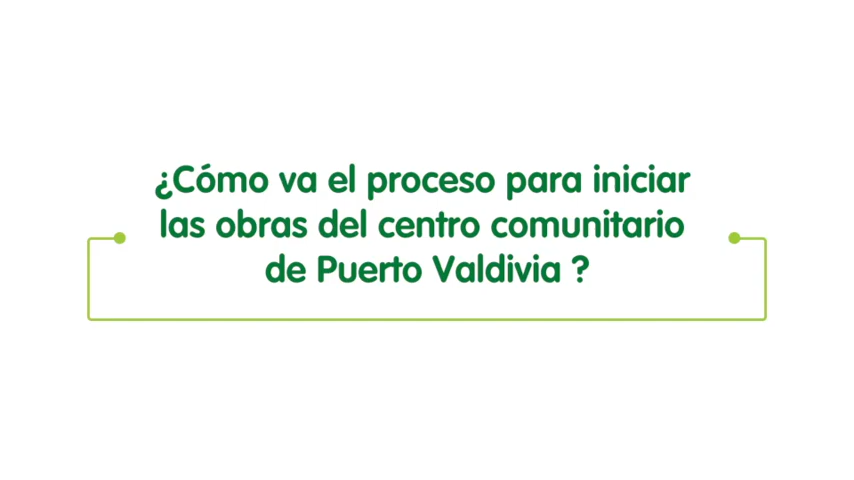 ¿Cómo va el proceso para iniciar
las obras del centro comunitario
de Puerto Valdivia ?